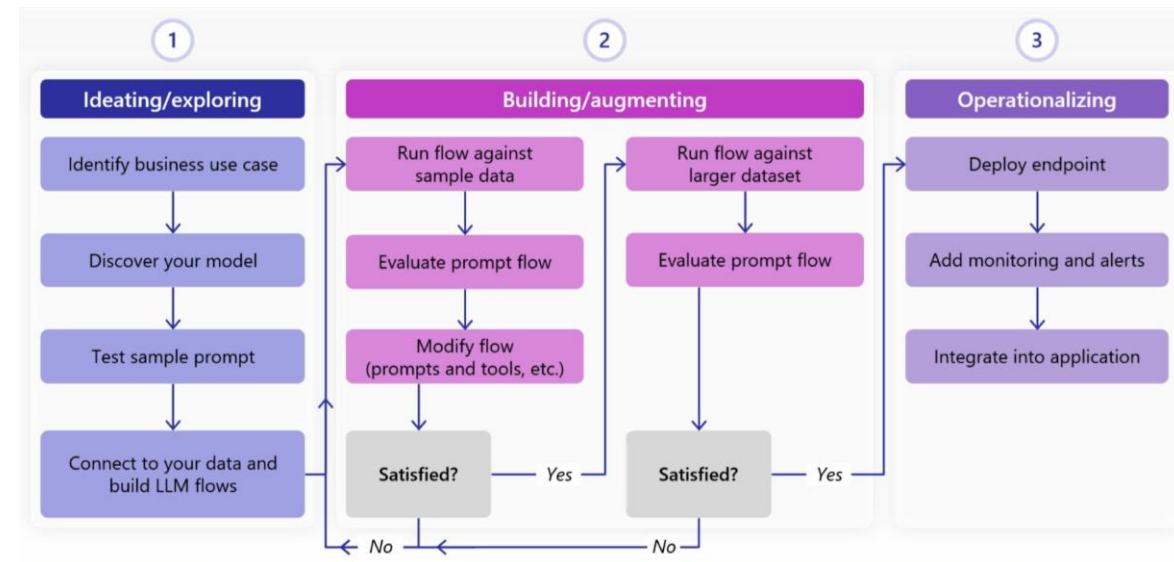 1
Ideating/exploring
Identify business use case
Discover your model
Test sample prompt
Connect to your data and
build LLM flows
2
Building/augmenting
Run flow against
sample data
Evaluate prompt flow
Modify flow
(prompts and tools, etc.)
Satisfied?
Yes
No
Run flow against
larger dataset
Evaluate prompt flow
Satisfied?
Yes
No
3
Operationalizing
Deploy endpoint
Add monitoring and alerts
Integrate into application